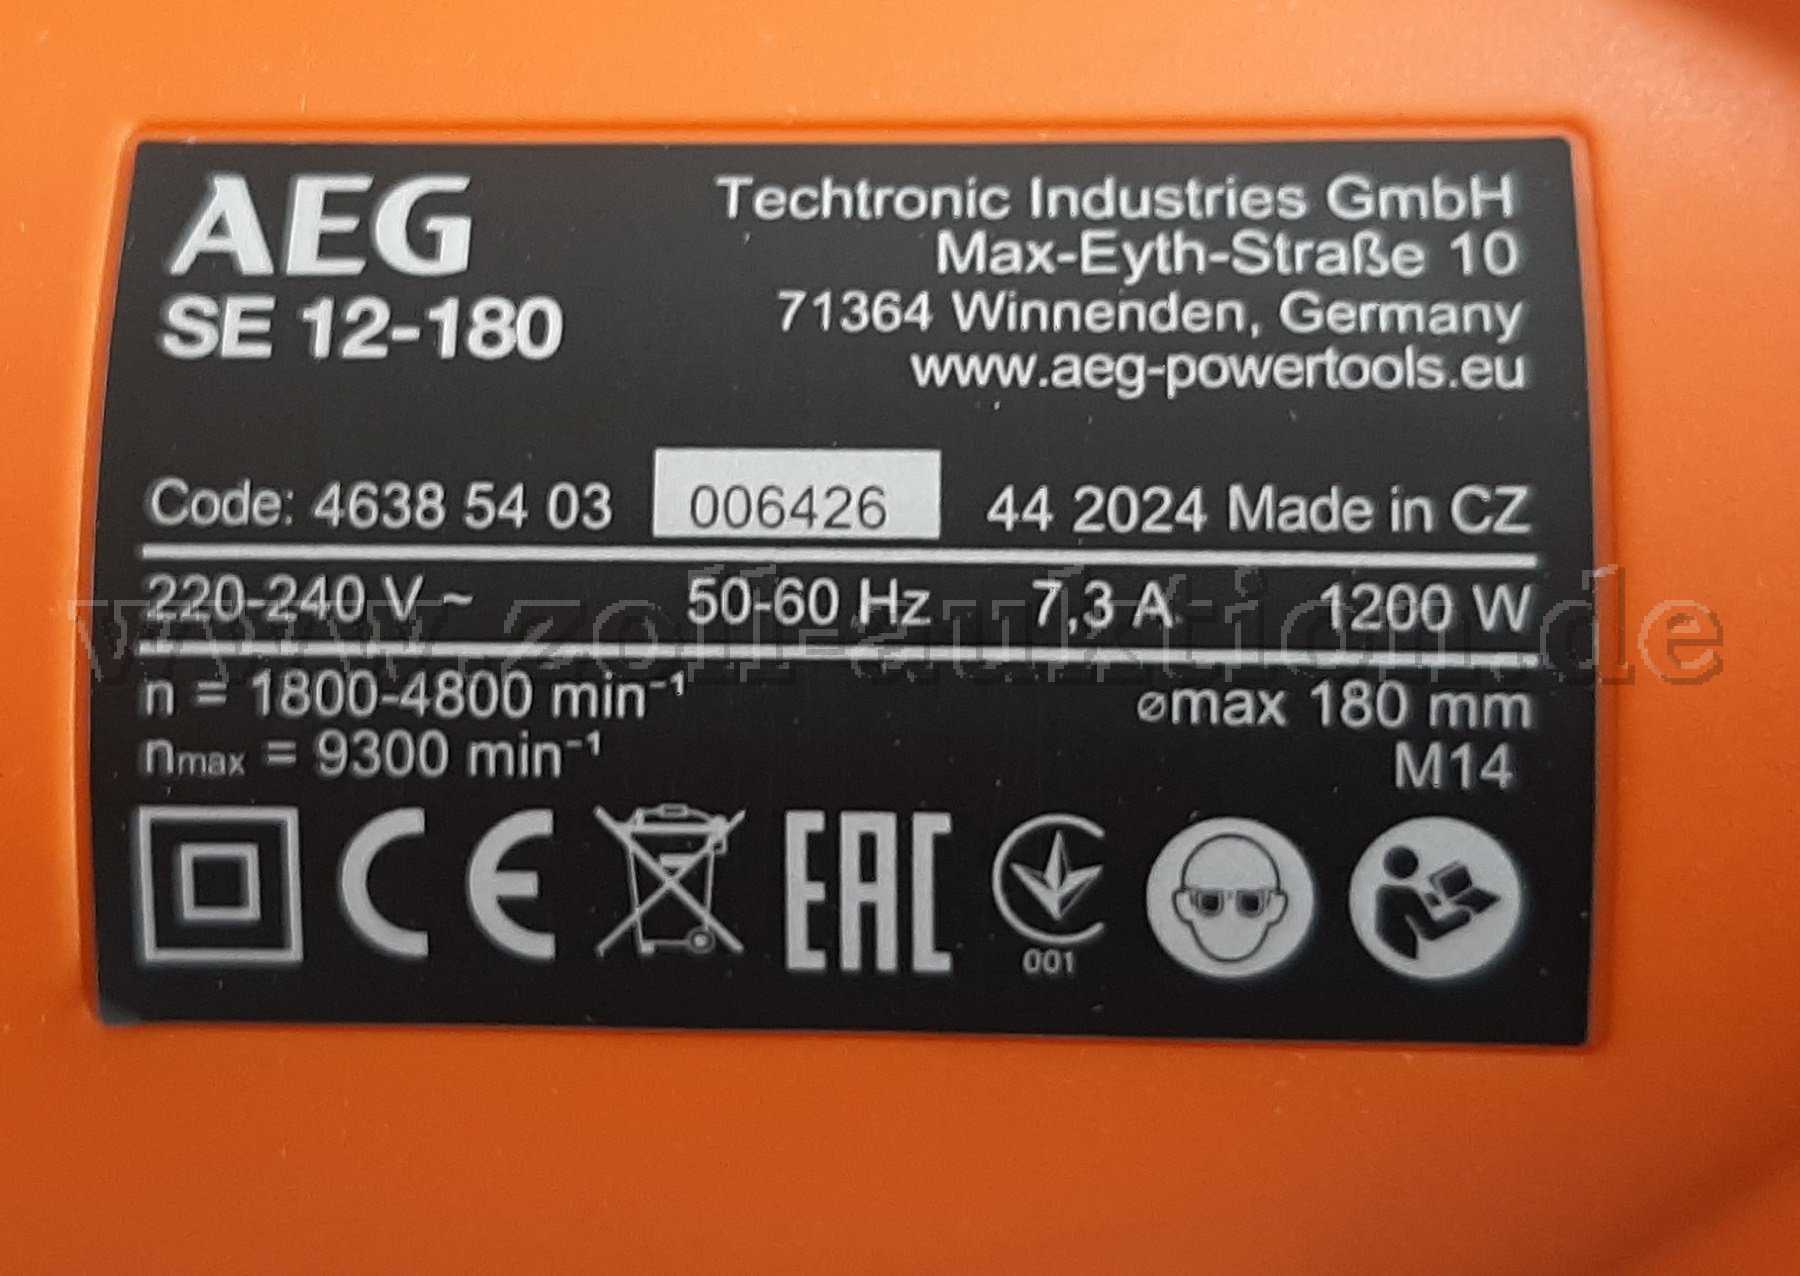 AEG
SE 12-180
Techtronic Industries GmbH
Max-Eyth-Straße 10
71364 Winnenden, Germany
www.aeg-powertools.eu
Code: 4638 54 03 006426 44 2024 Made in CZ
220-240 V ~ 50-60 Hz 7,3 A 1200 W
www.zoll-auktion.de
n = 1800-4800 min⁻¹ ⌀max 180 mm
nmax = 9300 min⁻¹ M14
CE EAC 001